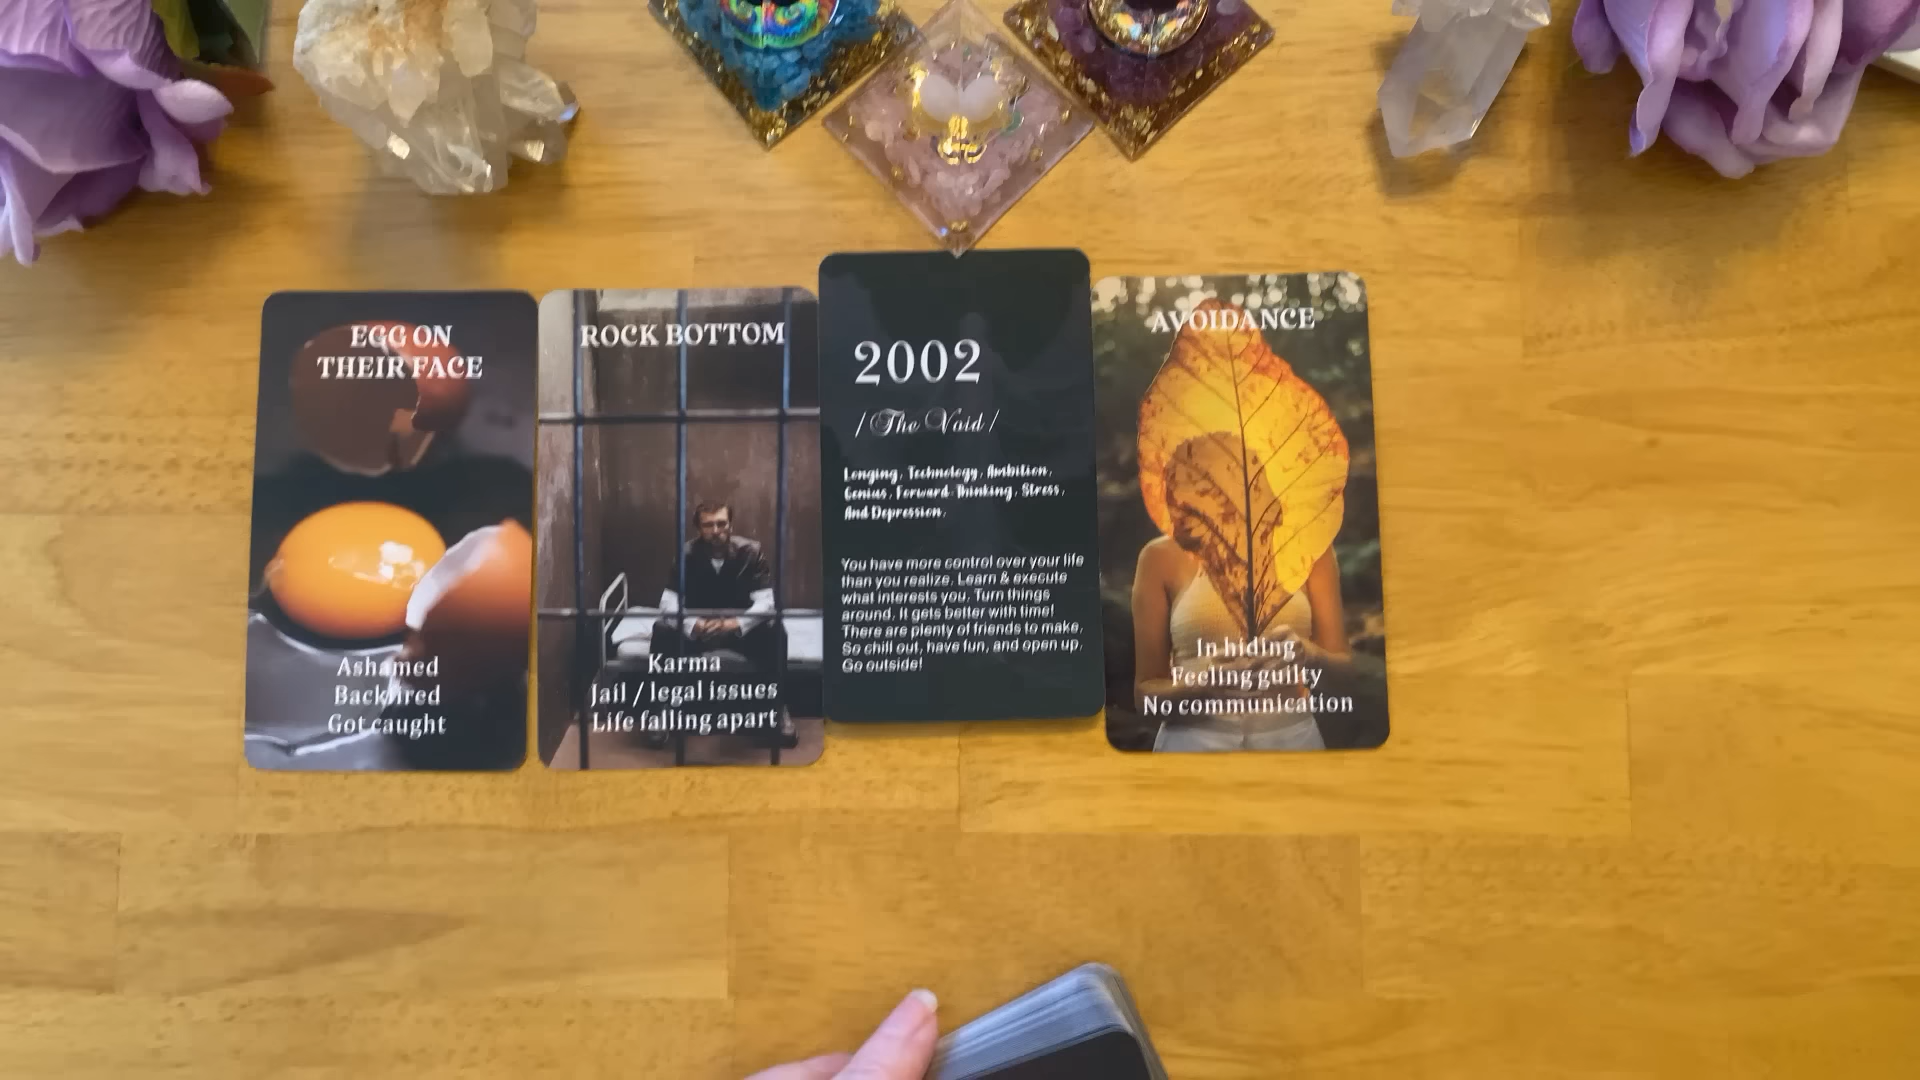 EGG ON
THEIR FACE
Ashamed
Backfired
Got caught
ROCK BOTTOM
Karma
Jail / legal issues
Life falling apart
2002
/ The Void /
Longing, Technology, Ambition,
Genius, Forward Thinking, Stress,
And Depression.
You have more control over your life
than you realize. Learn & execute
what interests you. Turn things
around. It gets better with time!
There are plenty of friends to make.
So chill out, have fun, and open up.
Go outside!
AVOIDANCE
In hiding
Feeling guilty
No communication